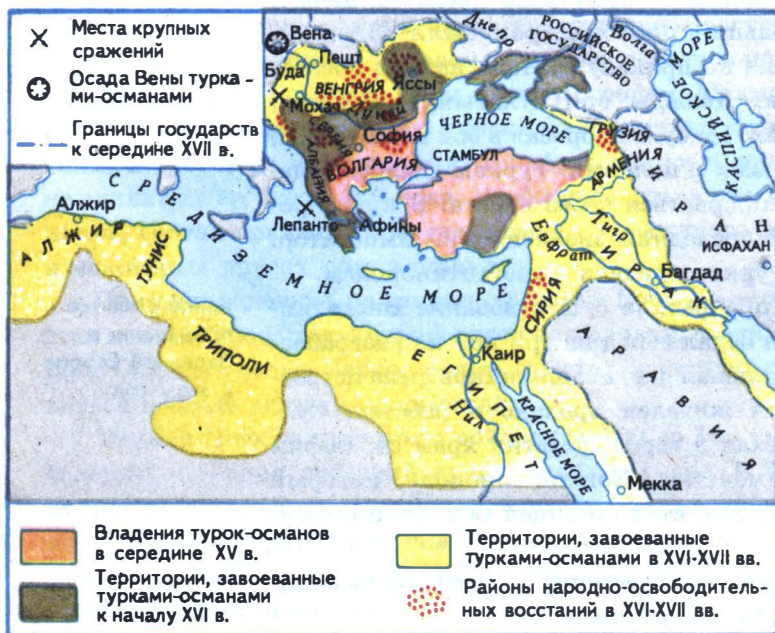 Места крупных
сражений
Осада Вены турка-
ми-османами
Границы государств
к середине XVII в.
Днепр
РОССИЙСКОЕ
ГОСУДАРСТВО
Волга
Вена
Пешт
Буда
ВЕНГРИЯ
Яссы
Мохач
Дунай
СЕРБИЯ
София
БОЛГАРИЯ
АЛБАНИЯ
ЧЕРНОЕ МОРЕ
СТАМБУЛ
ГРУЗИЯ
АРМЕНИЯ
КАСПИЙСКОЕ МОРЕ
ИРАН
ИСФАХАН
СРЕДИЗЕМНОЕ МОРЕ
Лепанто
Афины
Алжир
АЛЖИР
ТУНИС
ТРИПОЛИ
Евфрат
Тигр
ИРАК
Багдад
СИРИЯ
Каир
ЕГИПЕТ
Нил
КРАСНОЕ МОРЕ
АРАВИЯ
Мекка
Владения турок-османов
в середине XV в.
Территории, завоеванные
турками-османами
к началу XVI в.
Территории, завоеванные
турками-османами в XVI-XVII вв.
Районы народно-освободитель-
ных восстаний в XVI-XVII вв.